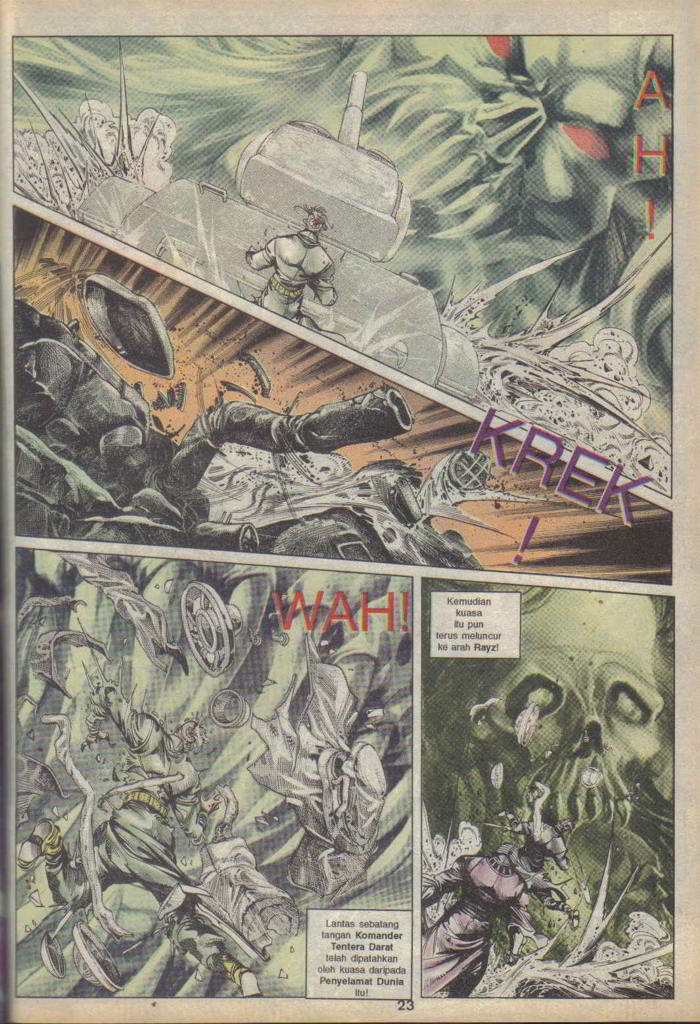 AH!
KREK!
WAH!
Kemudian
kuasa
itu pun
terus meluncur
ke arah Rayz!
Lantas sebatang
tangan Komander
Tentera Darat
telah dipatahkan
oleh kuasa daripada
Penyelamat Dunia
itu!
23